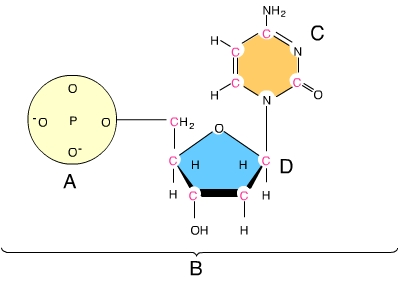 NH2
H C N C
C
H C C O
N
O
-O P O CH2 O
O-
A C H H C D
H C C H
OH H
B